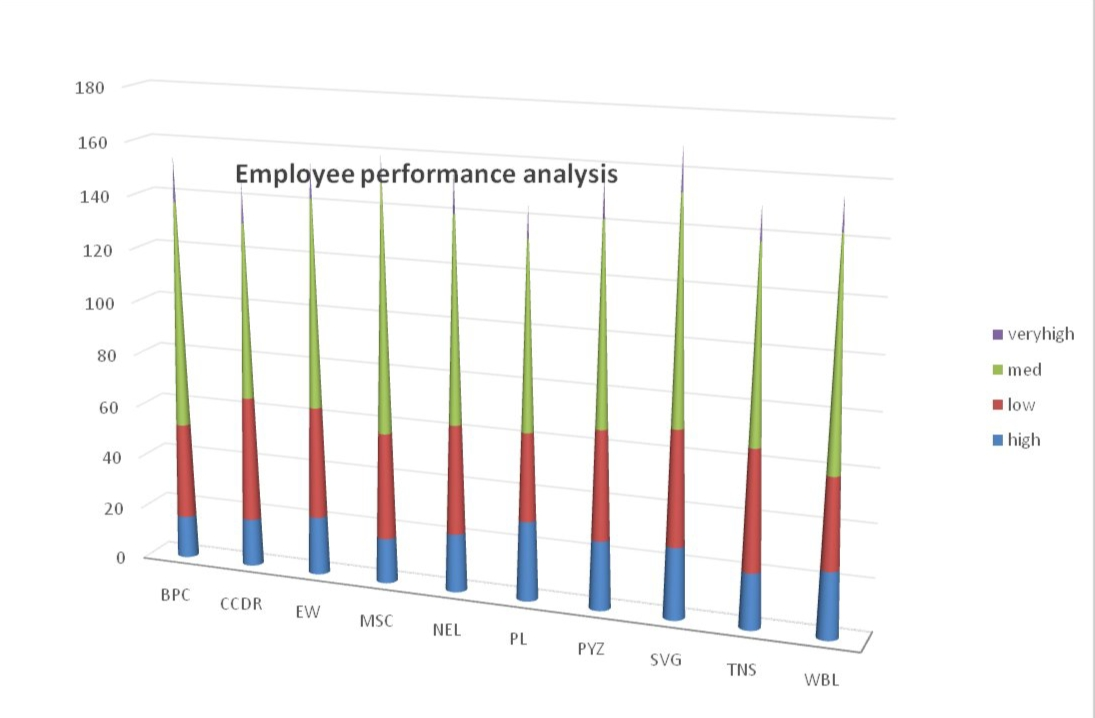 Employee performance analysis
180
160
140
120
100
80
60
40
20
0
BPC
CCDR
EW
MSC
NEL
PL
PYZ
SVG
TNS
WBL
veryhigh
med
low
high